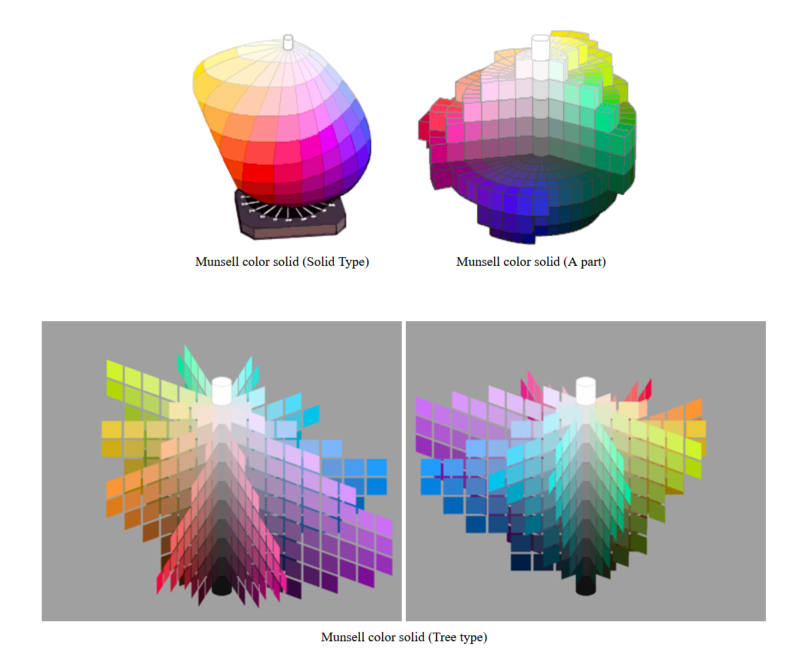 Munsell color solid (Solid Type)
Munsell color solid (A part)
Munsell color solid (Tree type)